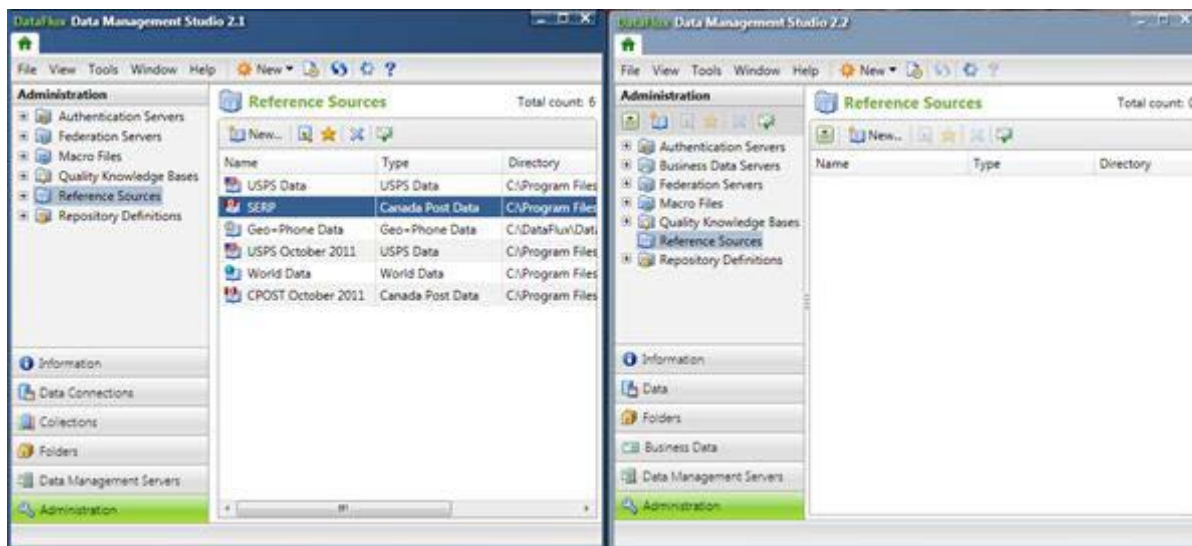 DataFlux Data Management Studio 2.1
File View Tools Window Help New ?
Administration
Authentication Servers
Federation Servers
Macro Files
Quality Knowledge Bases
Reference Sources
Repository Definitions
Information
Data Connections
Collections
Folders
Data Management Servers
Administration
Reference Sources Total count: 6
New...
Name Type Directory
USPS Data USPS Data C:\Program Files
SERP Canada Post Data C:\Program Files
Geo+Phone Data Geo+Phone Data C:\DataFlux\Data
USPS October 2011 USPS Data C:\Program Files
World Data World Data C:\Program Files
CPOST October 2011 Canada Post Data C:\Program Files
DataFlux Data Management Studio 2.2
File View Tools Window Help New ?
Administration
Authentication Servers
Business Data Servers
Federation Servers
Macro Files
Quality Knowledge Bases
Reference Sources
Repository Definitions
Information
Data
Folders
Business Data
Data Management Servers
Administration
Reference Sources Total count: 0
New...
Name Type Directory